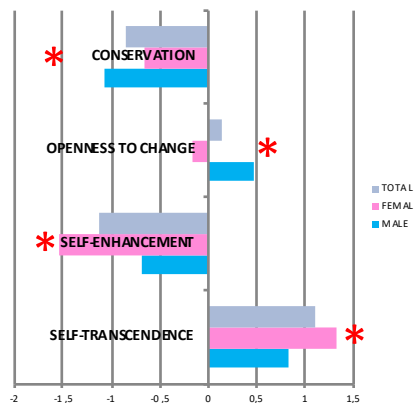 CONSERVATION
OPENNESS TO CHANGE
SELF-ENHANCEMENT
SELF-TRANSCENDENCE
TOTAL
FEMAL
MALE
-2 -1,5 -1 -0,5 0 0,5 1 1,5